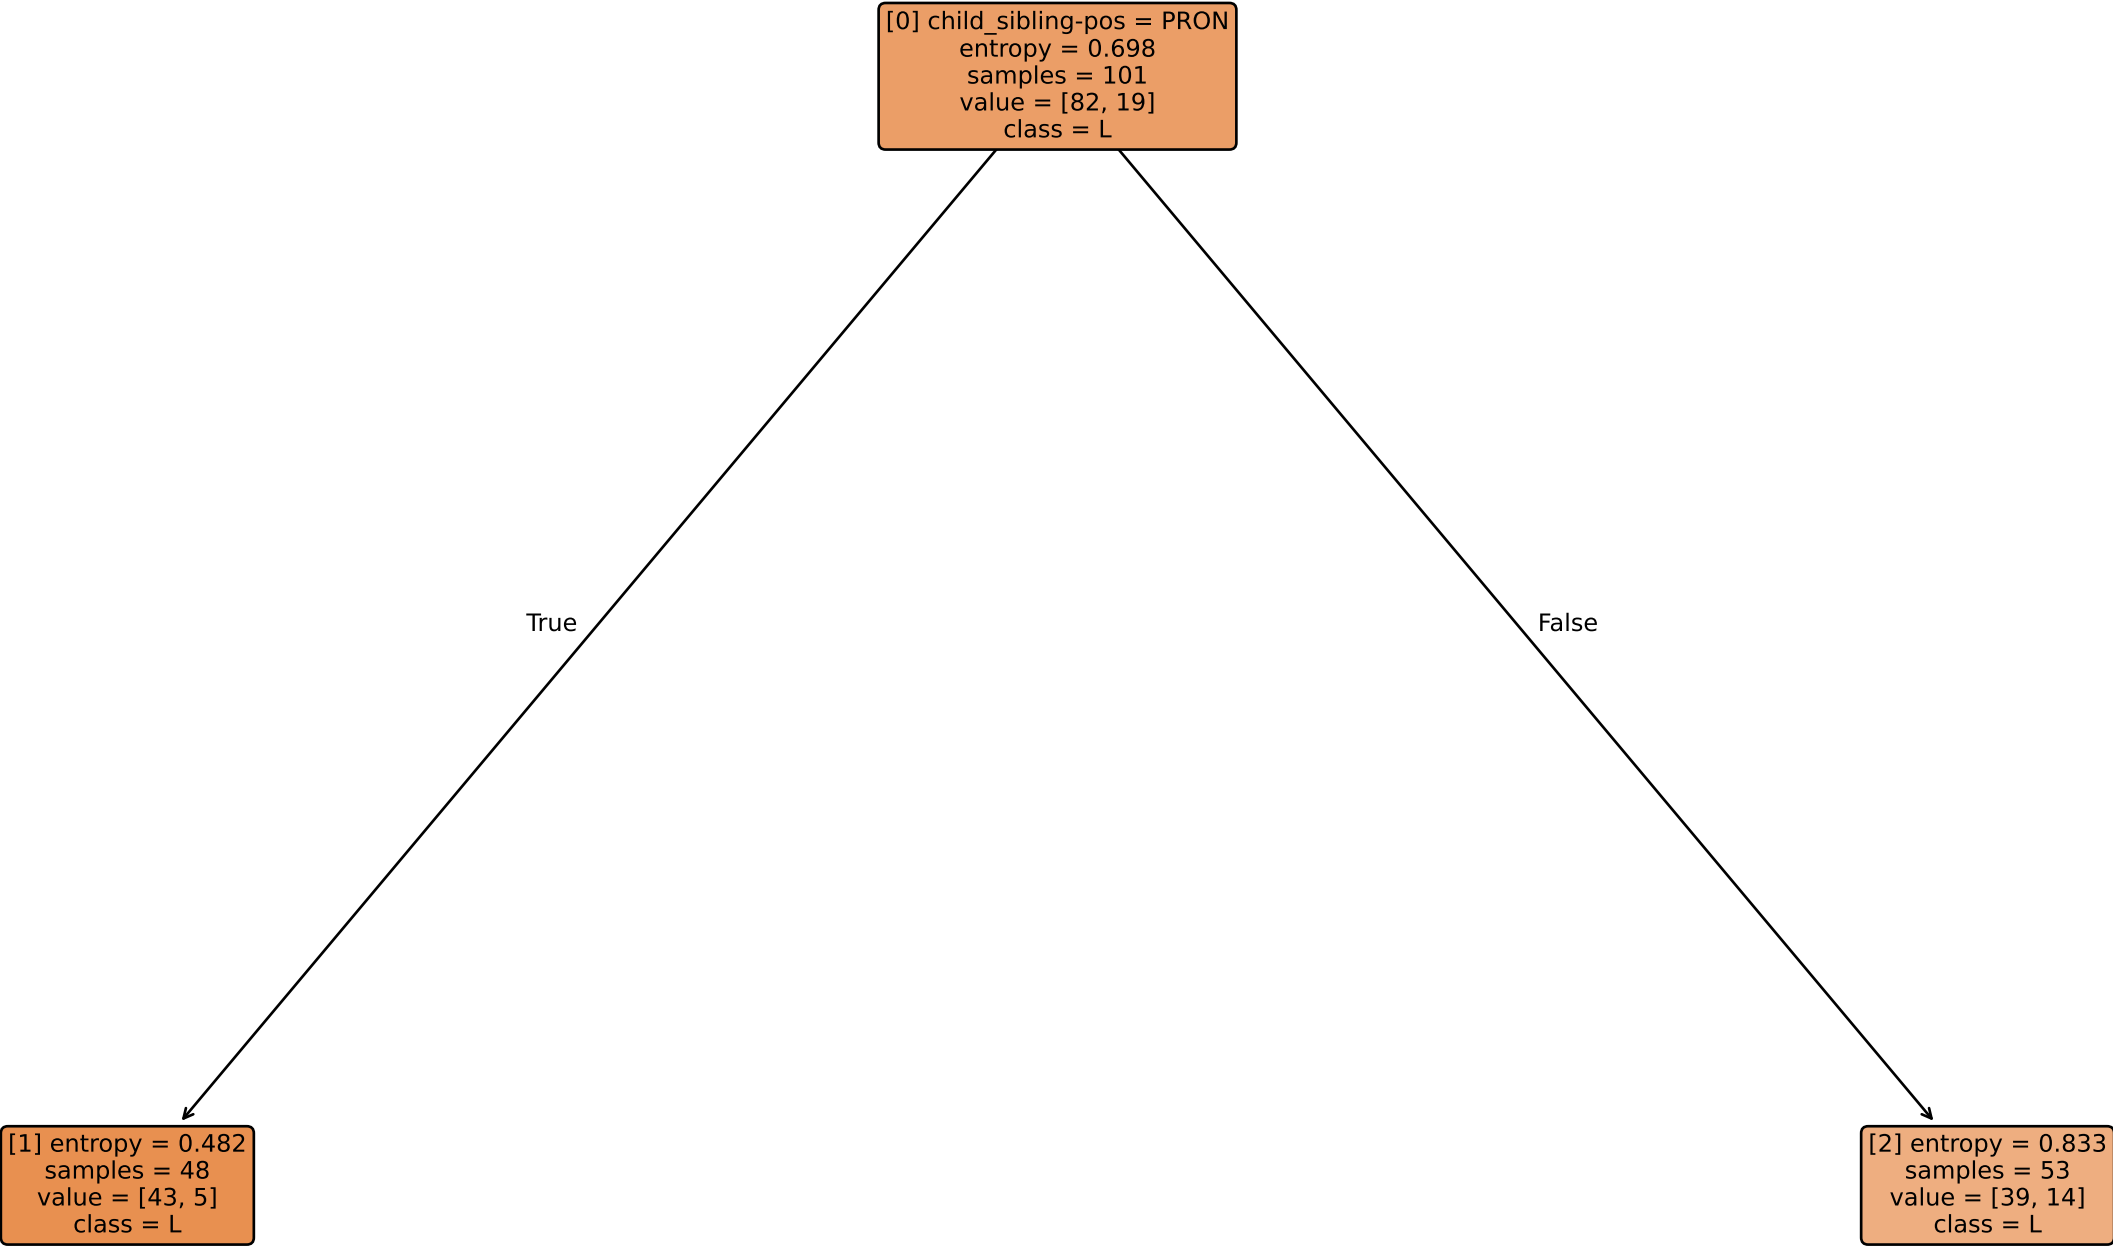 [0] child_sibling-pos = PRON
entropy = 0.698
samples = 101
value = [82, 19]
class = L
True
False
[1] entropy = 0.482
samples = 48
value = [43, 5]
class = L
[2] entropy = 0.833
samples = 53
value = [39, 14]
class = L